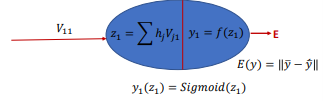 V₁₁
z₁ = ∑ hⱼVⱼ₁ y₁ = f(z₁) E
E(y) = ‖ȳ − ŷ‖
y₁(z₁) = Sigmoid(z₁)